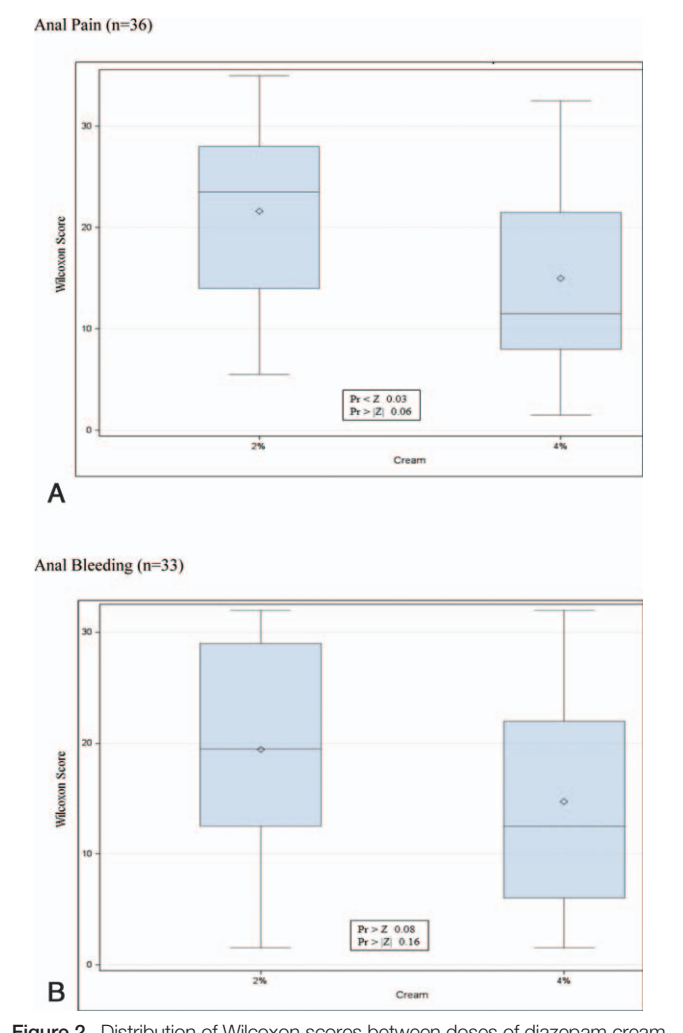 Anal Pain (n=36)
30
20
10
0
Wilcoxon Score
Pr < Z 0.03
Pr > |Z| 0.06
2%
4%
Cream
A
Anal Bleeding (n=33)
30
20
10
0
Wilcoxon Score
Pr > Z 0.08
Pr > |Z| 0.16
2%
4%
Cream
B
Figure 2. Distribution of Wilcoxon scores between doses of diazepam cream